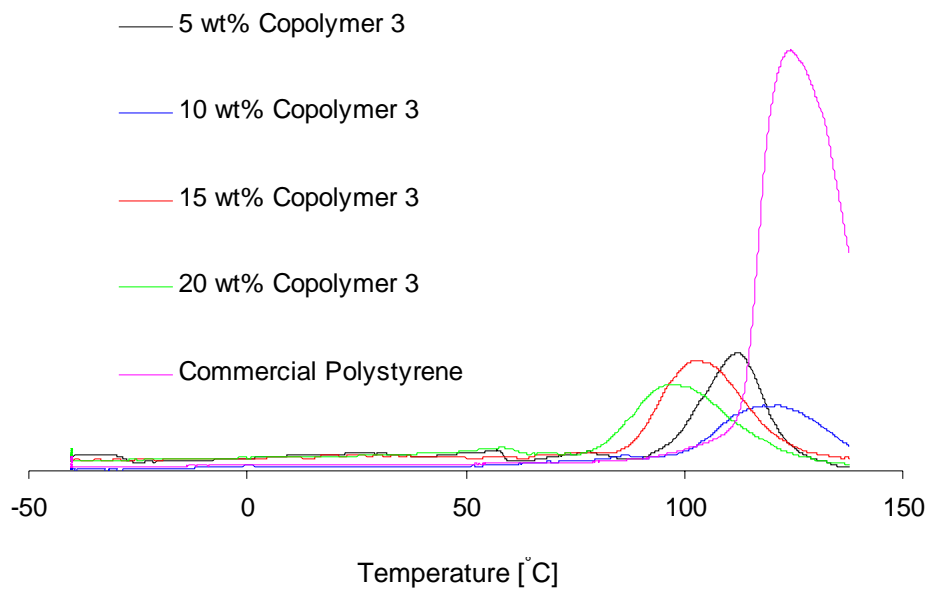 5 wt% Copolymer 3
10 wt% Copolymer 3
15 wt% Copolymer 3
20 wt% Copolymer 3
Commercial Polystyrene
-50 0 50 100 150
Temperature [°C]